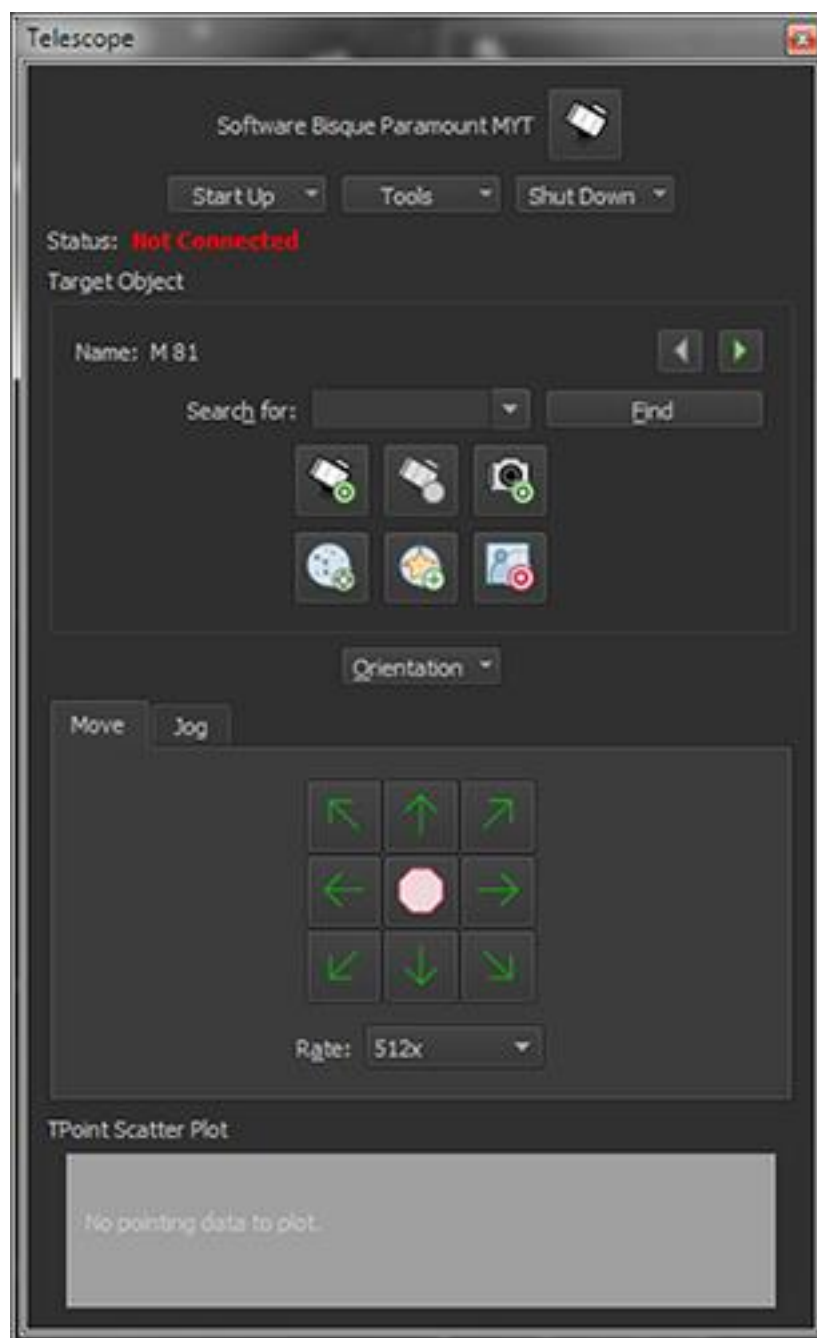 Telescope
Software Bisque Paramount MYT
Start Up Tools Shut Down
Status: Not Connected
Target Object
Name: M 81
Search for: Find
Orientation
Move Jog
Rate: 512x
TPoint Scatter Plot
No pointing data to plot.